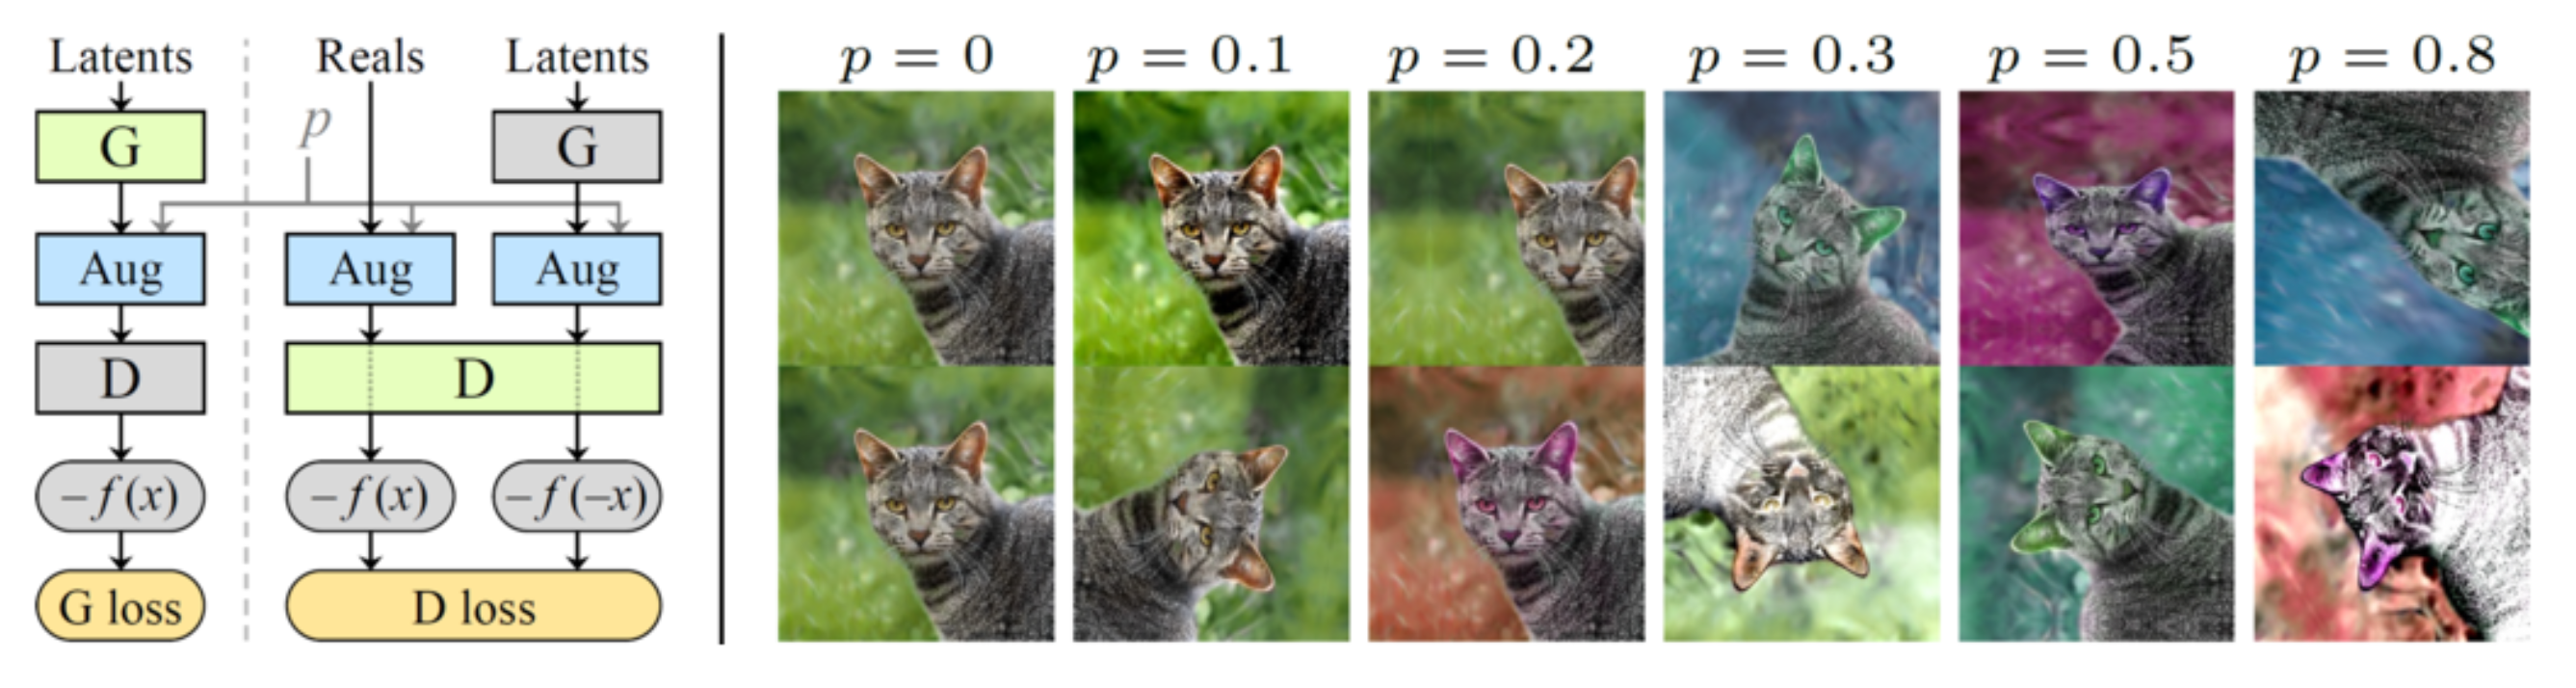 Latents Reals Latents
p
G G
Aug Aug Aug
D D
−f(x) −f(x) −f(−x)
G loss D loss
p = 0 p = 0.1 p = 0.2 p = 0.3 p = 0.5 p = 0.8